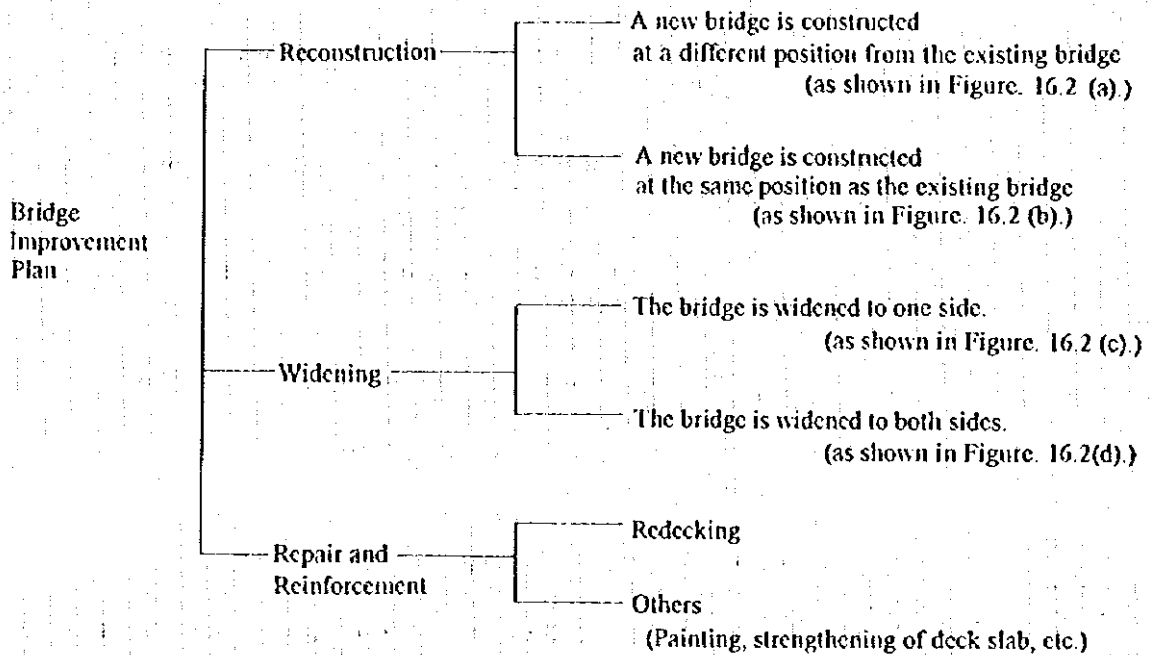 Bridge
Improvement
Plan
Reconstruction
A new bridge is constructed
at a different position from the existing bridge
(as shown in Figure. 16.2 (a).)
A new bridge is constructed
at the same position as the existing bridge
(as shown in Figure. 16.2 (b).)
Widening
The bridge is widened to one side.
(as shown in Figure. 16.2 (c).)
The bridge is widened to both sides.
(as shown in Figure. 16.2(d).)
Repair and
Reinforcement
Redecking
Others
(Painting, strengthening of deck slab, etc.)